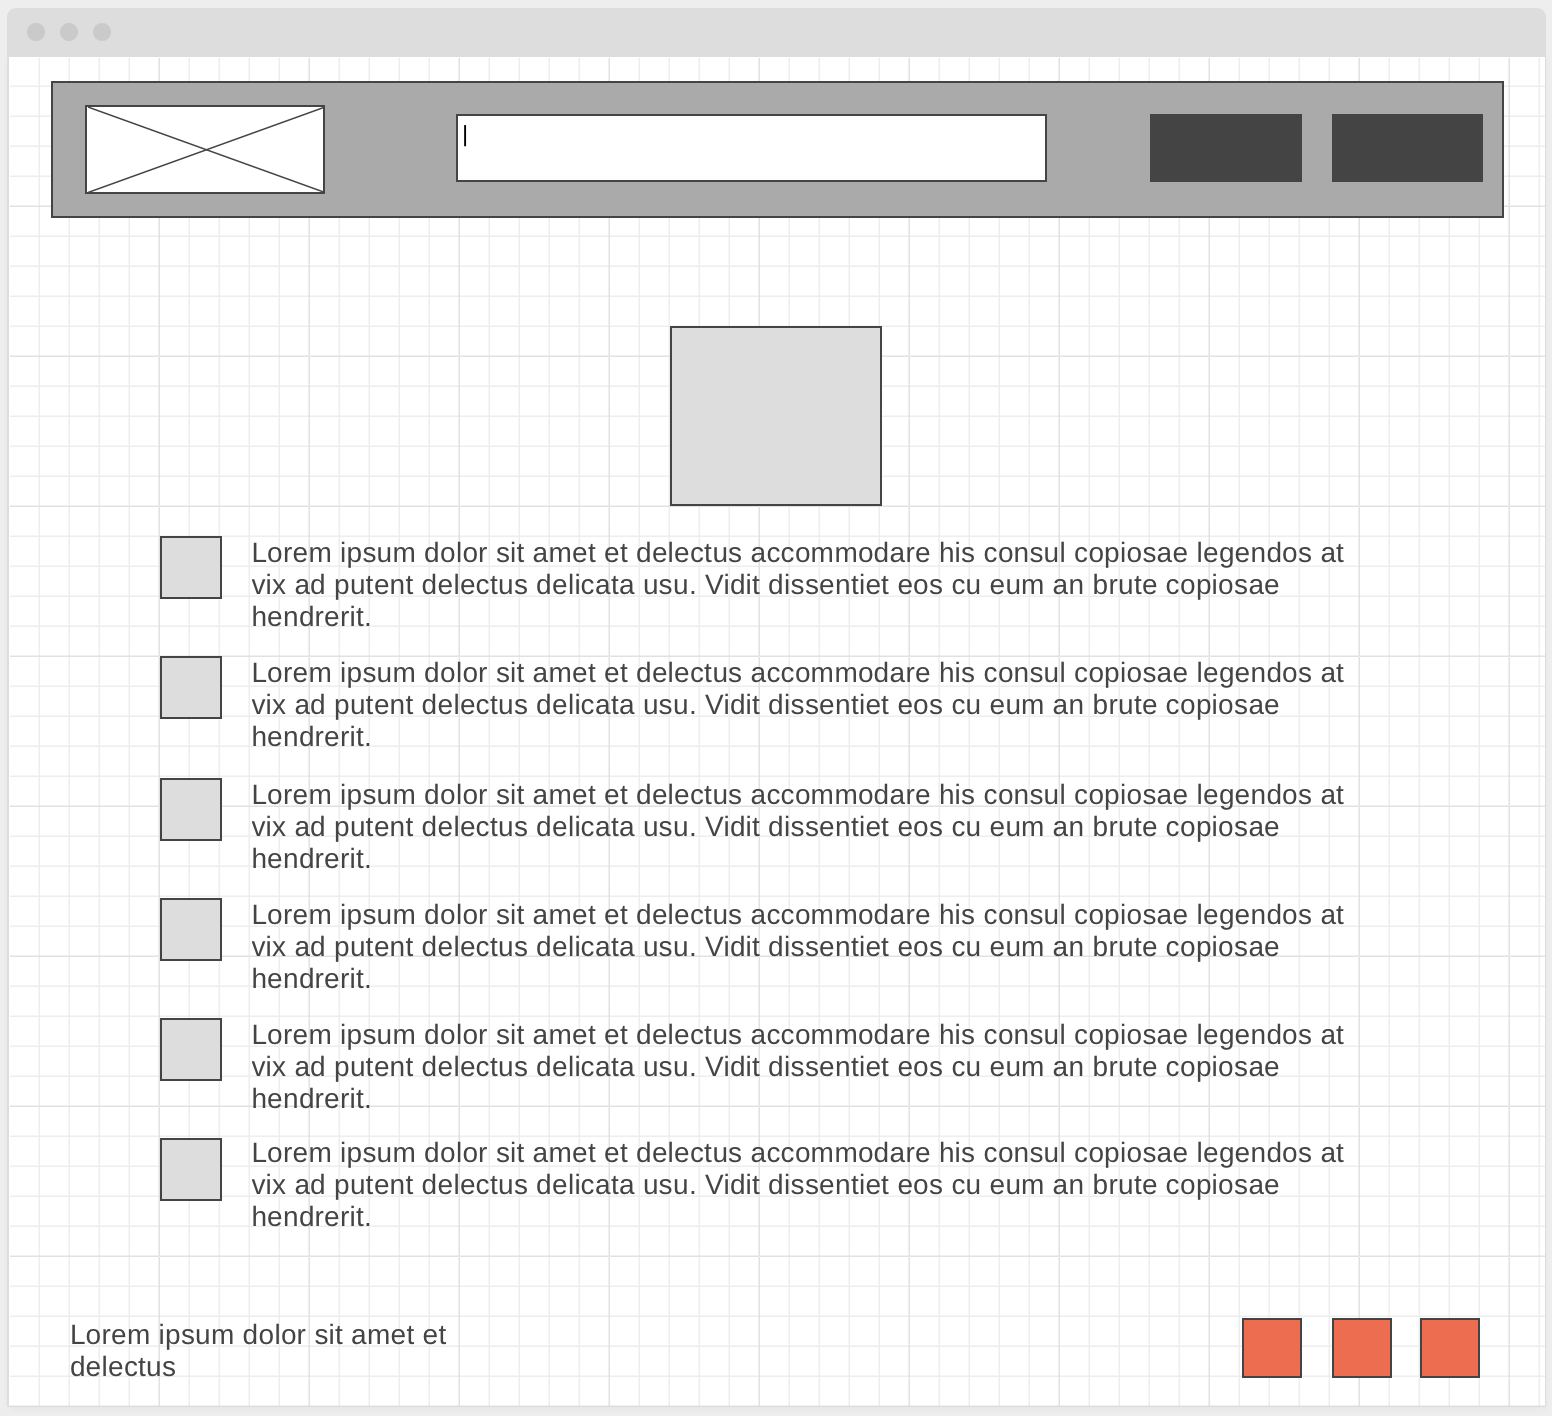 Lorem ipsum dolor sit amet et delectus accommodare his consul copiosae legendos at
vix ad putent delectus delicata usu. Vidit dissentiet eos cu eum an brute copiosae
hendrerit.
Lorem ipsum dolor sit amet et delectus accommodare his consul copiosae legendos at
vix ad putent delectus delicata usu. Vidit dissentiet eos cu eum an brute copiosae
hendrerit.
Lorem ipsum dolor sit amet et delectus accommodare his consul copiosae legendos at
vix ad putent delectus delicata usu. Vidit dissentiet eos cu eum an brute copiosae
hendrerit.
Lorem ipsum dolor sit amet et delectus accommodare his consul copiosae legendos at
vix ad putent delectus delicata usu. Vidit dissentiet eos cu eum an brute copiosae
hendrerit.
Lorem ipsum dolor sit amet et delectus accommodare his consul copiosae legendos at
vix ad putent delectus delicata usu. Vidit dissentiet eos cu eum an brute copiosae
hendrerit.
Lorem ipsum dolor sit amet et delectus accommodare his consul copiosae legendos at
vix ad putent delectus delicata usu. Vidit dissentiet eos cu eum an brute copiosae
hendrerit.
Lorem ipsum dolor sit amet et
delectus